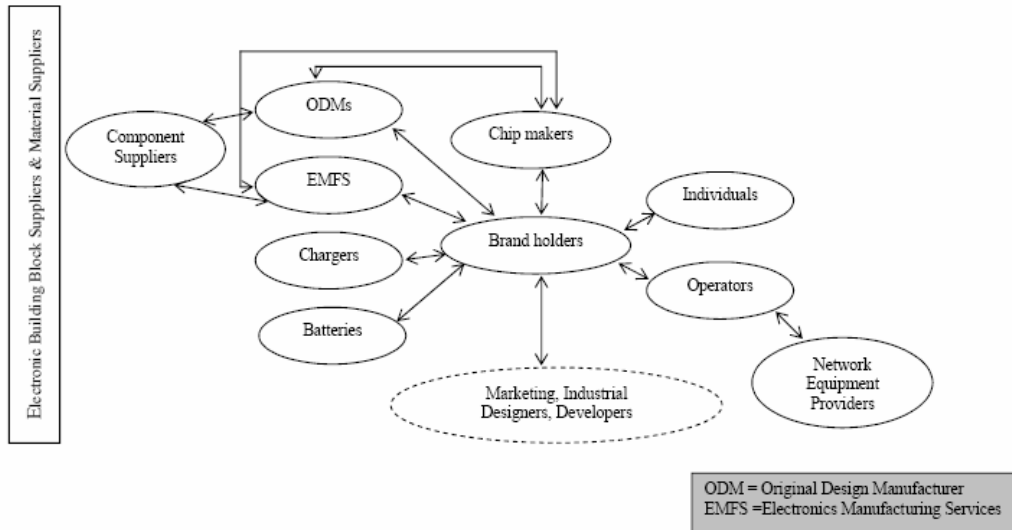 Electronic Building Block Suppliers & Material Suppliers
ODMs
Component
Suppliers
Chip makers
EMFS
Individuals
Brand holders
Chargers
Operators
Batteries
Network
Equipment
Providers
Marketing, Industrial
Designers, Developers
ODM = Original Design Manufacturer
EMFS =Electronics Manufacturing Services